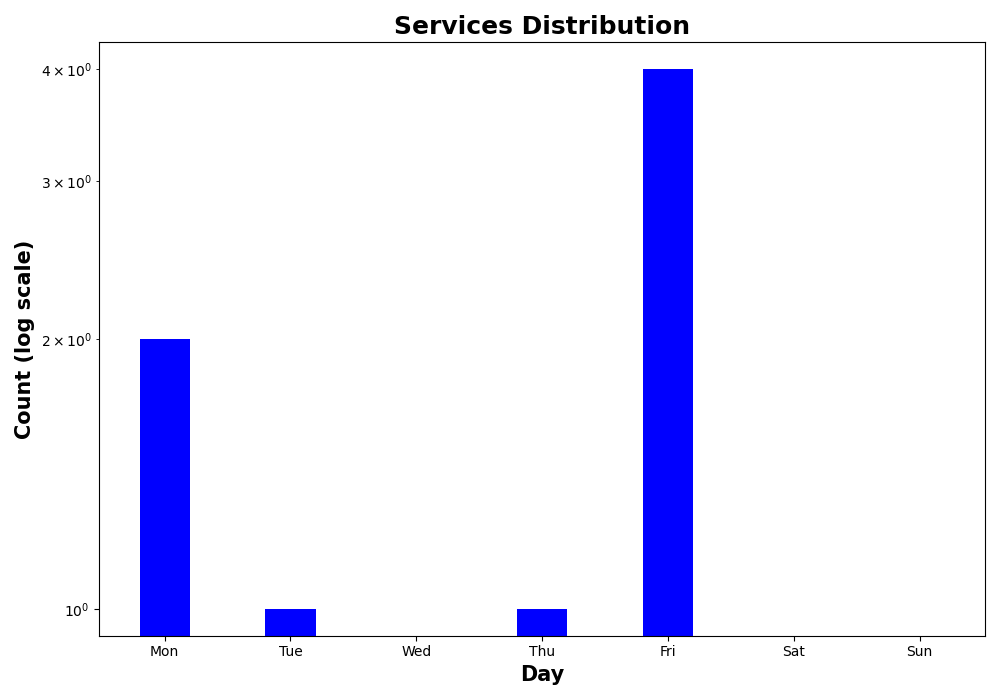 Services Distribution
Count (log scale)
4 × 10⁰
3 × 10⁰
2 × 10⁰
10⁰
Mon Tue Wed Thu Fri Sat Sun
Day